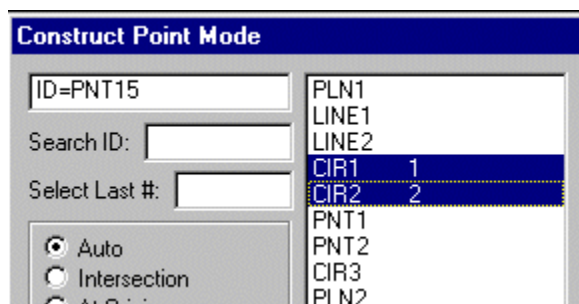 Construct Point Mode
ID=PNT15
Search ID:
Select Last #:
Auto
Intersection
PLN1
LINE1
LINE2
CIR1 1
CIR2 2
PNT1
PNT2
CIR3
PLN2